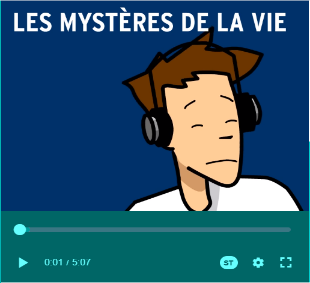 LES MYSTÈRES DE LA VIE
0:01 / 5:07
ST